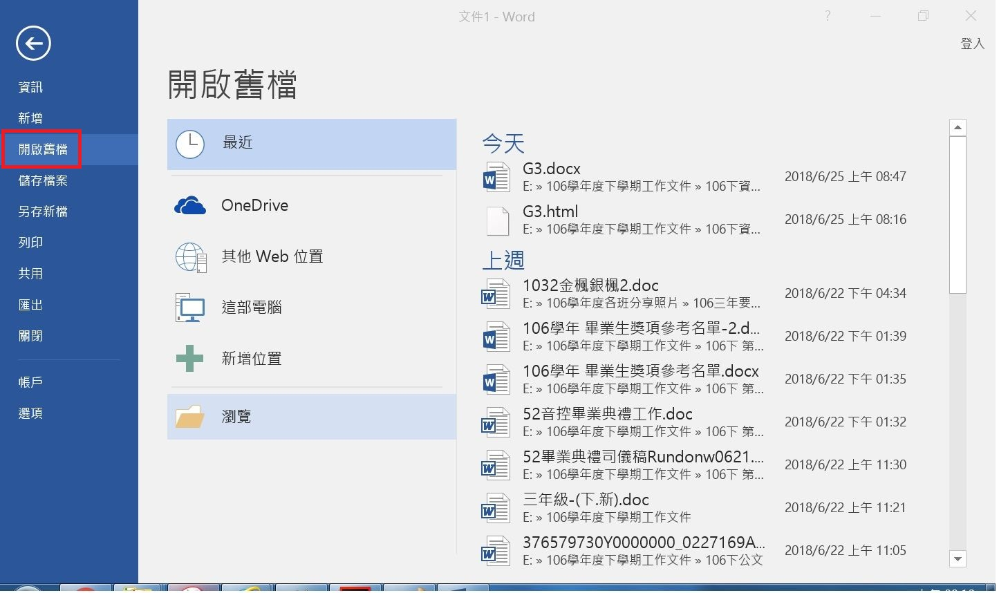 文件1 - Word
?
登入
資訊
新增
開啟舊檔
儲存檔案
另存新檔
列印
共用
匯出
關閉
帳戶
選項
開啟舊檔
最近
OneDrive
其他 Web 位置
這部電腦
新增位置
瀏覽
今天
G3.docx
E: » 106學年度下學期工作文件 » 106下資...
2018/6/25 上午 08:47
G3.html
E: » 106學年度下學期工作文件 » 106下資...
2018/6/25 上午 08:16
上週
1032金楓銀楓2.doc
E: » 106學年度各班分享照片 » 106三年要...
2018/6/22 下午 04:34
106學年 畢業生獎項參考名單-2.d...
E: » 106學年度下學期工作文件 » 106下 第...
2018/6/22 下午 01:39
106學年 畢業生獎項參考名單.docx
E: » 106學年度下學期工作文件 » 106下 第...
2018/6/22 下午 01:35
52音控畢業典禮工作.doc
E: » 106學年度下學期工作文件 » 106下 第...
2018/6/22 下午 01:32
52畢業典禮司儀稿Rundonw0621....
E: » 106學年度下學期工作文件 » 106下 第...
2018/6/22 上午 11:30
三年級-(下.新).doc
E: » 106學年度下學期工作文件
2018/6/22 上午 11:21
376579730Y0000000_0227169A...
E: » 106學年度下學期工作文件 » 106下公文
2018/6/22 上午 11:05